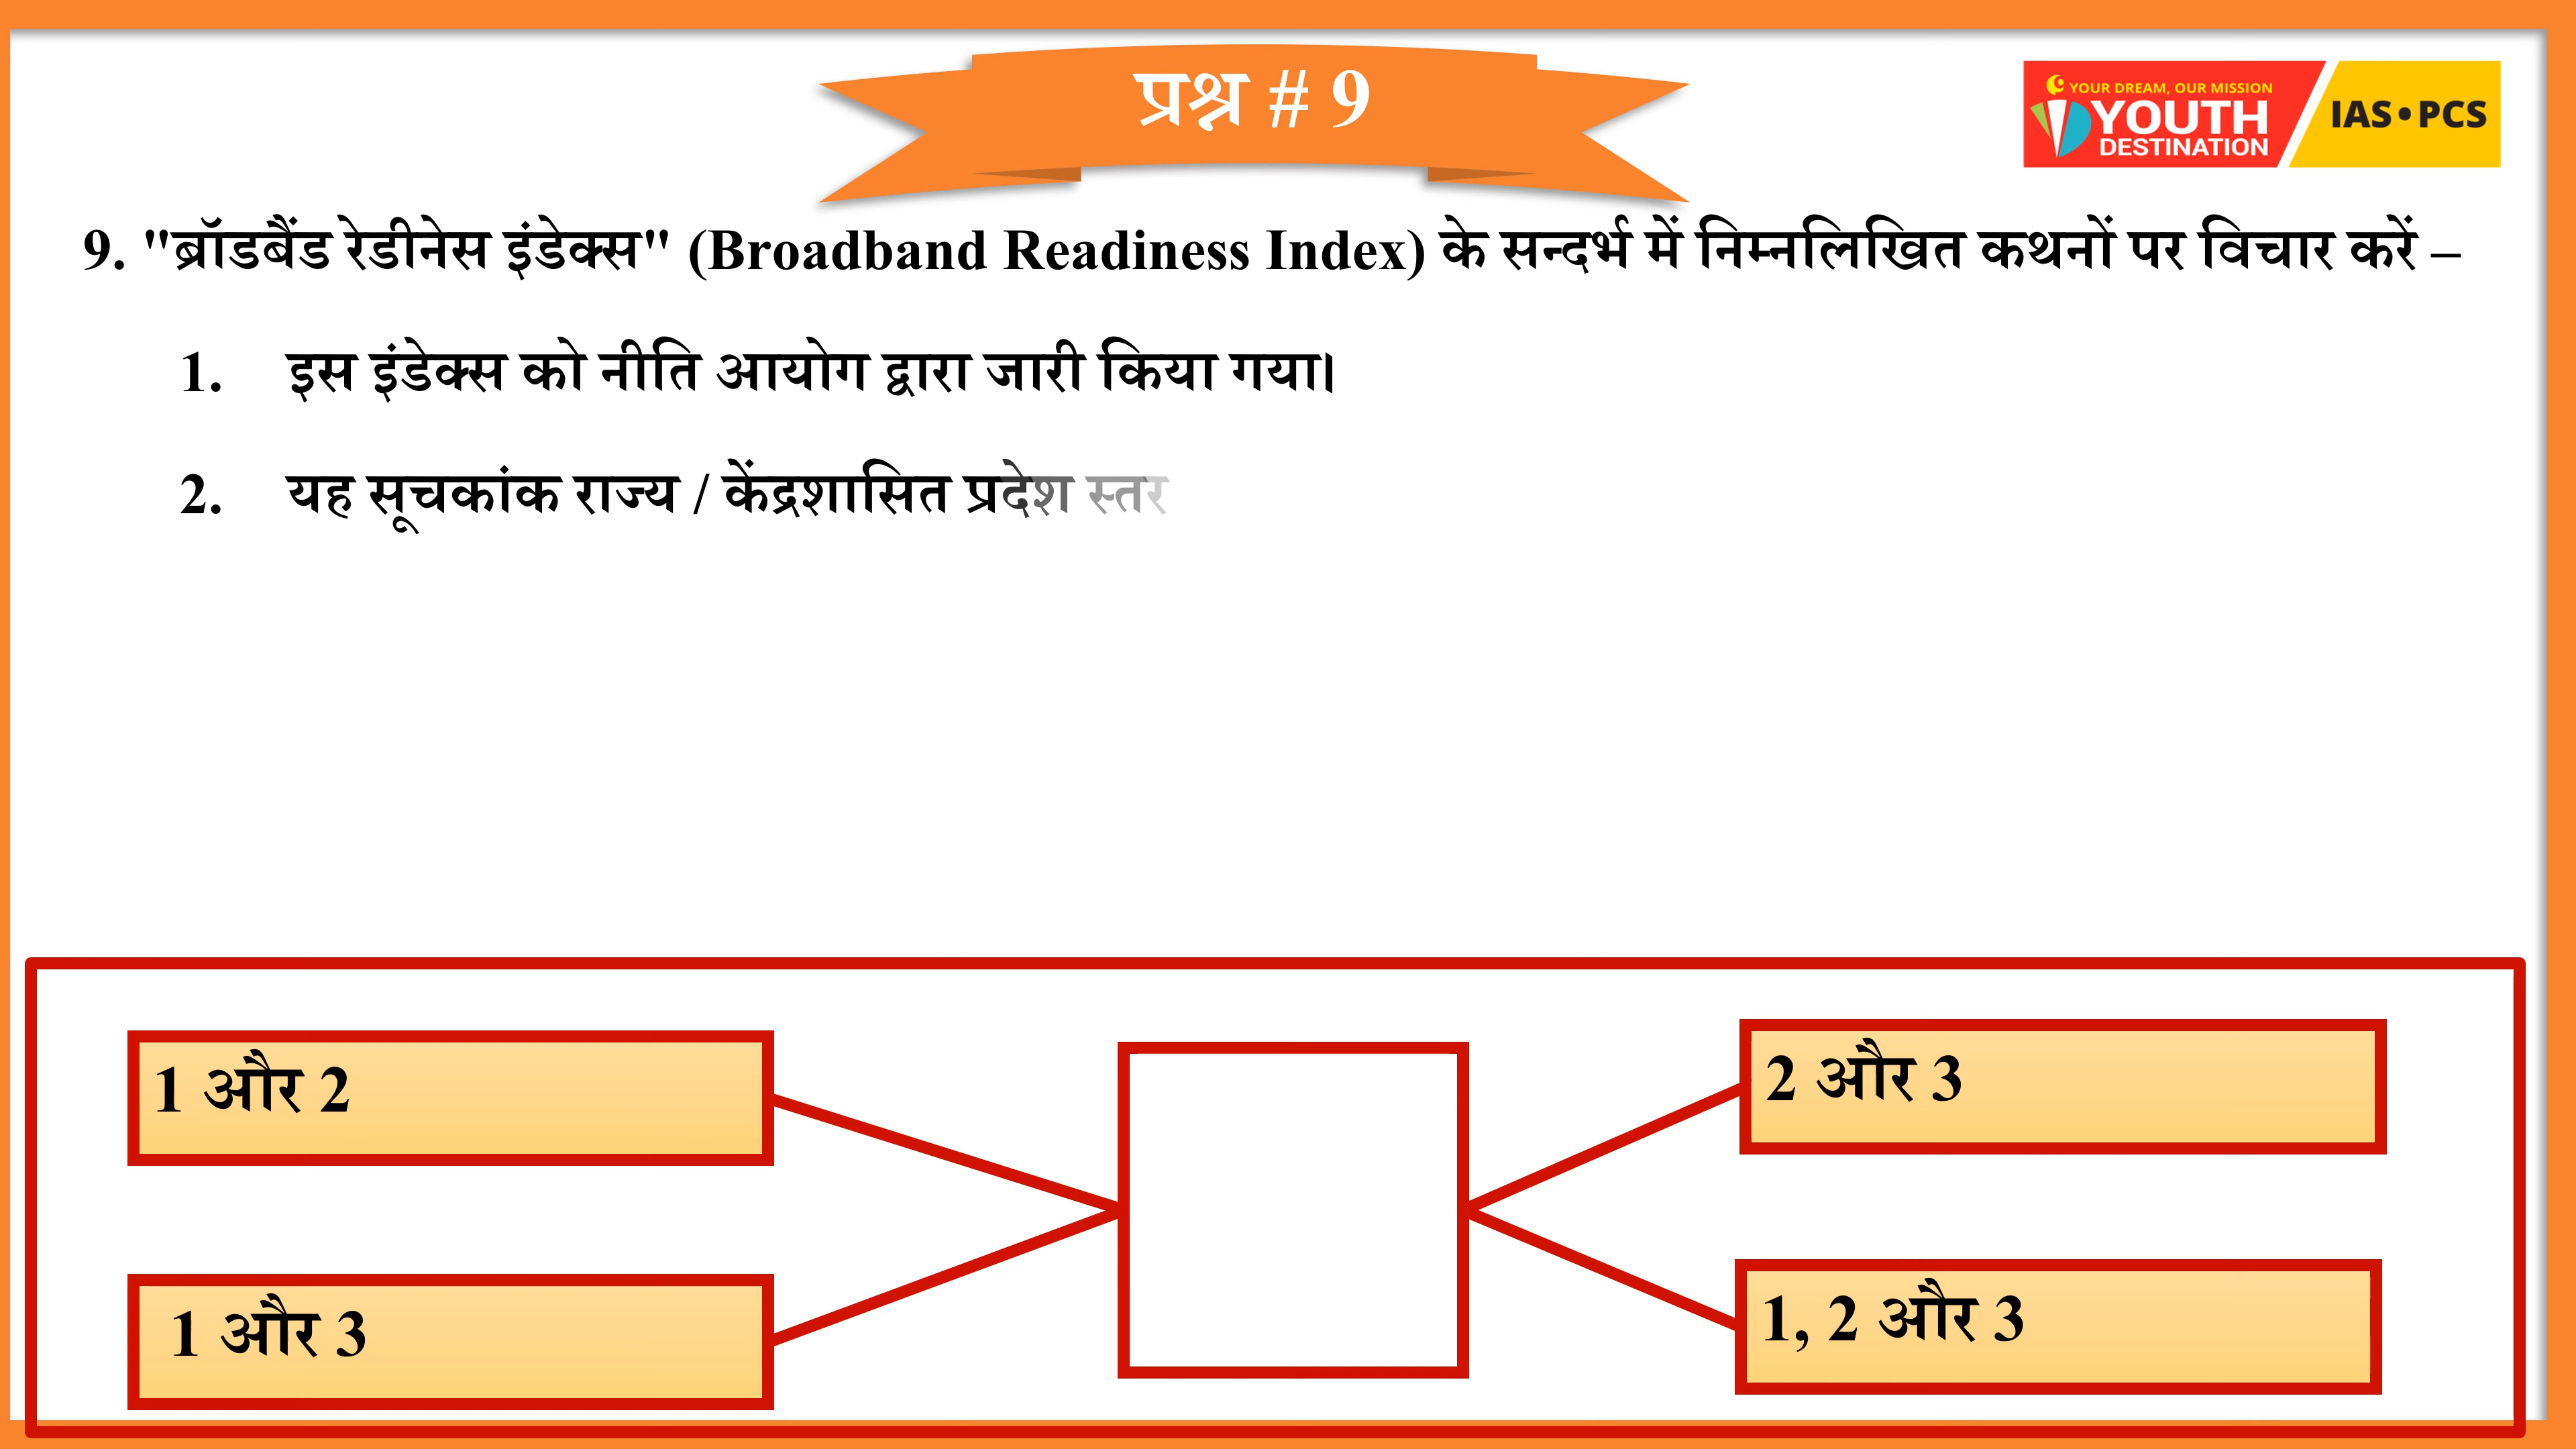 प्रश्न # 9
YOUR DREAM, OUR MISSION
YOUTH
DESTINATION
IAS•PCS
9. "ब्रॉडबैंड रेडीनेस इंडेक्स" (Broadband Readiness Index) के सन्दर्भ में निम्नलिखित कथनों पर विचार करें –
1. इस इंडेक्स को नीति आयोग द्वारा जारी किया गया।
2. यह सूचकांक राज्य / केंद्रशासित प्रदेश स्तर
1 और 2
2 और 3
1 और 3
1, 2 और 3